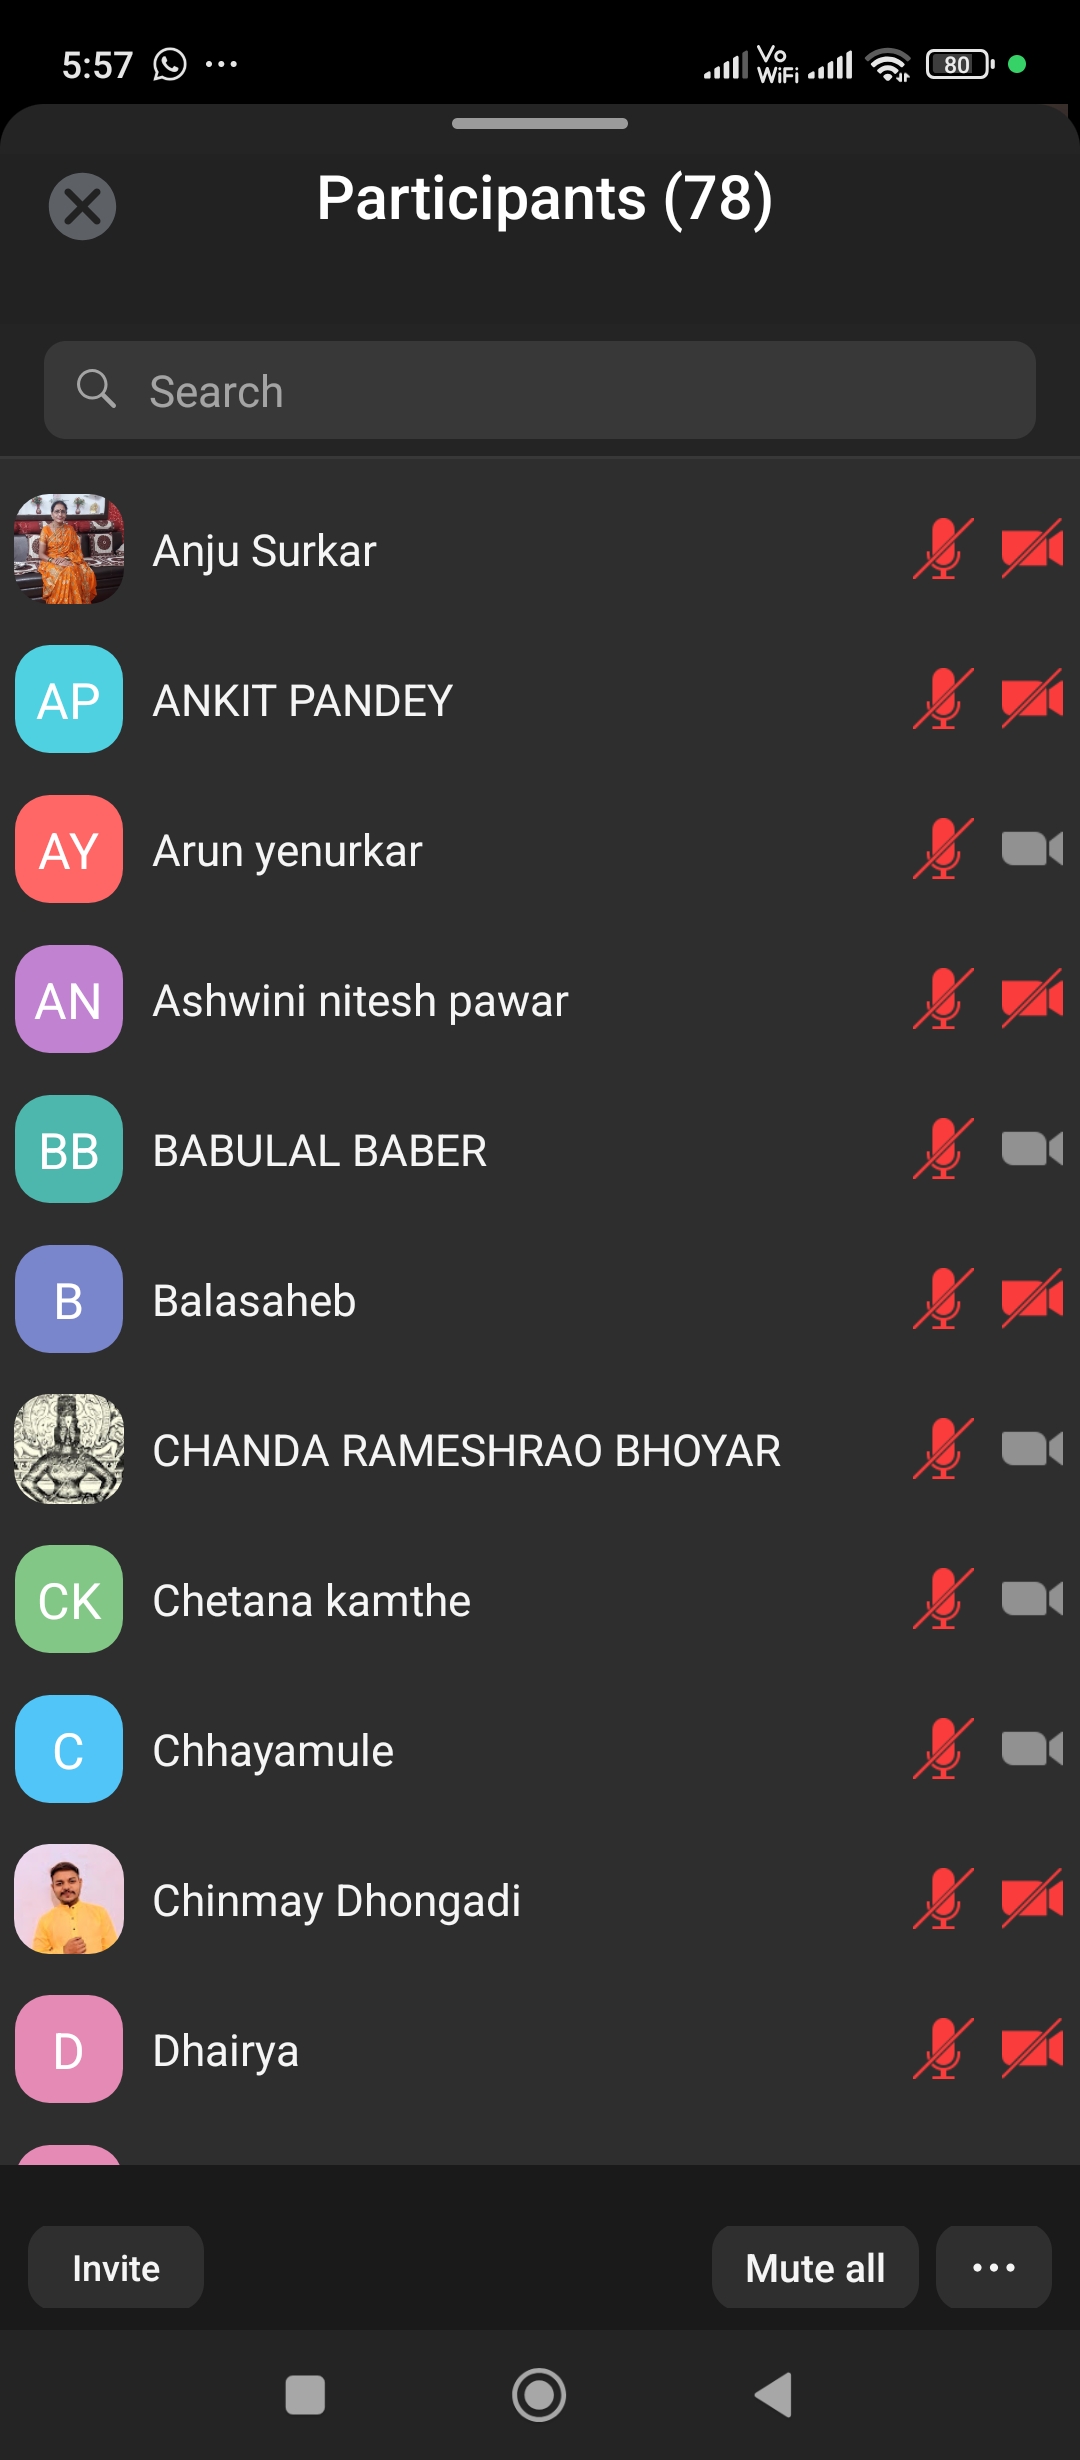 5:57 ... Vo WiFi 80
Participants (78)
Search
Anju Surkar
AP ANKIT PANDEY
AY Arun yenurkar
AN Ashwini nitesh pawar
BB BABULAL BABER
B Balasaheb
CHANDA RAMESHRAO BHOYAR
CK Chetana kamthe
C Chhayamule
Chinmay Dhongadi
D Dhairya
Invite Mute all ...